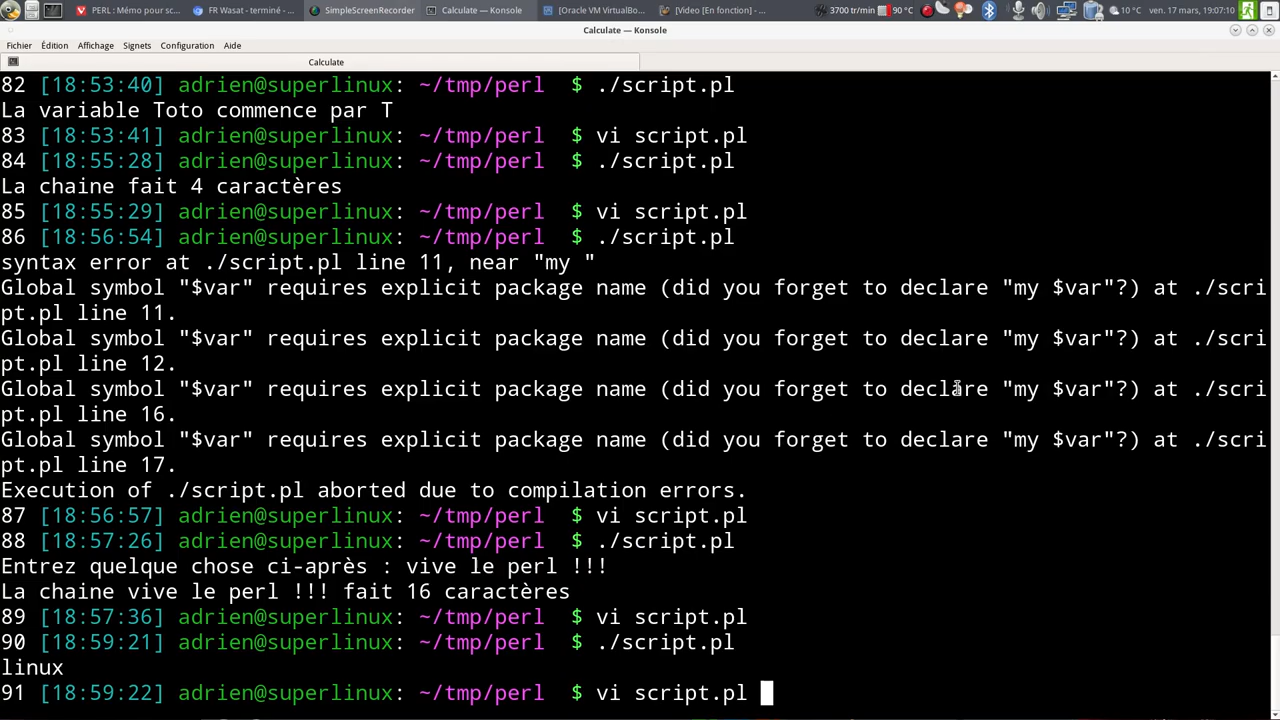 PERL : Mémo pour sc...
FR Wasat - terminé - ...
SimpleScreenRecorder
Calculate — Konsole
[Oracle VM VirtualBo...
[Video [En fonction] - ...
3700 tr/min
90 °C
10 °C
ven. 17 mars, 19:07:10
Calculate — Konsole
Fichier Édition Affichage Signets Configuration Aide
Calculate
82 [18:53:40] adrien@superlinux: ~/tmp/perl $ ./script.pl
La variable Toto commence par T
83 [18:53:41] adrien@superlinux: ~/tmp/perl $ vi script.pl
84 [18:55:28] adrien@superlinux: ~/tmp/perl $ ./script.pl
La chaine fait 4 caractères
85 [18:55:29] adrien@superlinux: ~/tmp/perl $ vi script.pl
86 [18:56:54] adrien@superlinux: ~/tmp/perl $ ./script.pl
syntax error at ./script.pl line 11, near "my "
Global symbol "$var" requires explicit package name (did you forget to declare "my $var"?) at ./scri
pt.pl line 11.
Global symbol "$var" requires explicit package name (did you forget to declare "my $var"?) at ./scri
pt.pl line 12.
Global symbol "$var" requires explicit package name (did you forget to declare "my $var"?) at ./scri
pt.pl line 16.
Global symbol "$var" requires explicit package name (did you forget to declare "my $var"?) at ./scri
pt.pl line 17.
Execution of ./script.pl aborted due to compilation errors.
87 [18:56:57] adrien@superlinux: ~/tmp/perl $ vi script.pl
88 [18:57:26] adrien@superlinux: ~/tmp/perl $ ./script.pl
Entrez quelque chose ci-après : vive le perl !!!
La chaine vive le perl !!! fait 16 caractères
89 [18:57:36] adrien@superlinux: ~/tmp/perl $ vi script.pl
90 [18:59:21] adrien@superlinux: ~/tmp/perl $ ./script.pl
linux
91 [18:59:22] adrien@superlinux: ~/tmp/perl $ vi script.pl